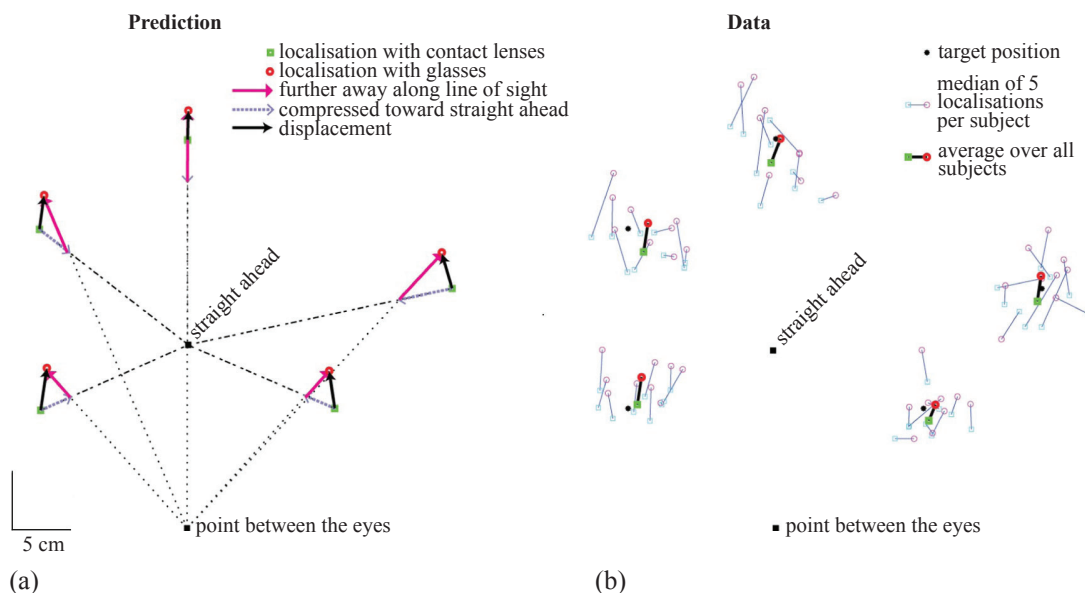 Prediction
localisation with contact lenses
localisation with glasses
further away along line of sight
compressed toward straight ahead
displacement
straight ahead
point between the eyes
5 cm
(a)
Data
target position
median of 5
localisations
per subject
average over all
subjects
straight ahead
point between the eyes
(b)